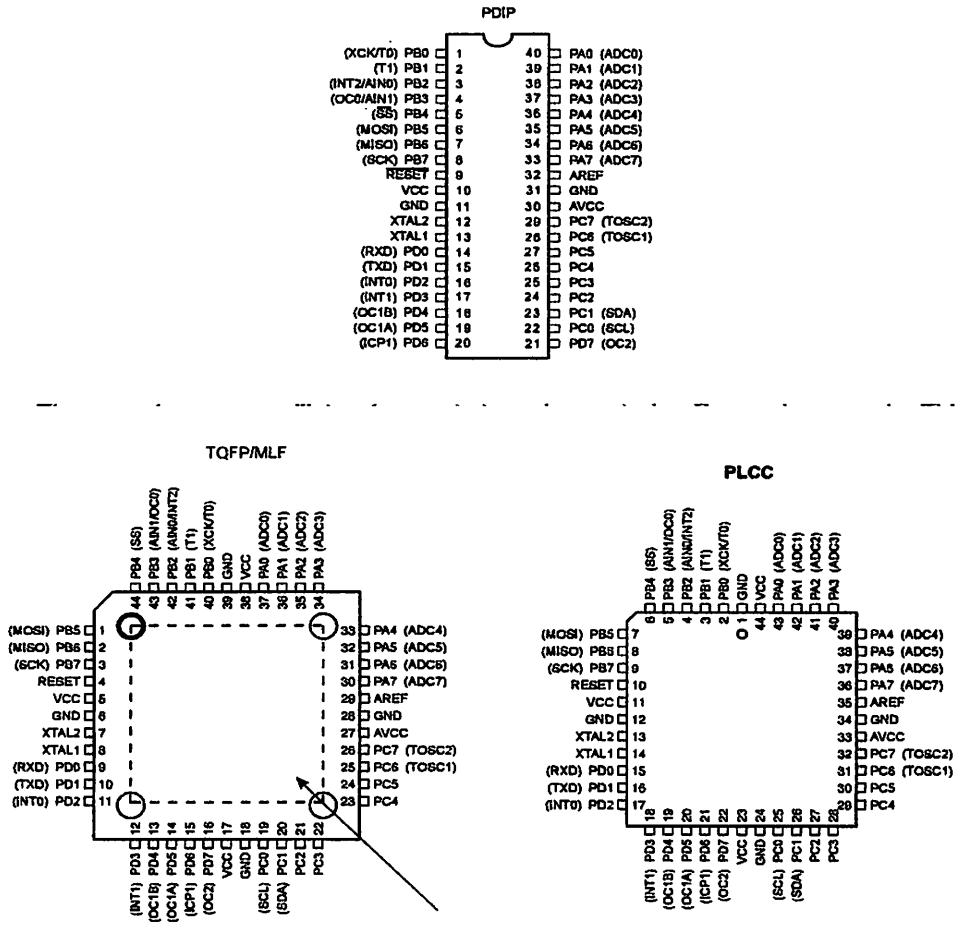 PDIP
(XCK/T0) PB0 1 40 PA0 (ADC0)
(T1) PB1 2 39 PA1 (ADC1)
(INT2/AIN0) PB2 3 38 PA2 (ADC2)
(OC0/AIN1) PB3 4 37 PA3 (ADC3)
(SS) PB4 5 36 PA4 (ADC4)
(MOSI) PB5 6 35 PA5 (ADC5)
(MISO) PB6 7 34 PA6 (ADC6)
(SCK) PB7 8 33 PA7 (ADC7)
RESET 9 32 AREF
VCC 10 31 GND
GND 11 30 AVCC
XTAL2 12 29 PC7 (TOSC2)
XTAL1 13 28 PC6 (TOSC1)
(RXD) PD0 14 27 PC5
(TXD) PD1 15 26 PC4
(INT0) PD2 16 25 PC3
(INT1) PD3 17 24 PC2
(OC1B) PD4 18 23 PC1 (SDA)
(OC1A) PD5 19 22 PC0 (SCL)
(ICP1) PD6 20 21 PD7 (OC2)
TQFP/MLF
PB4 (SS)
PB3 (AIN1/OC0)
PB2 (AIN0/INT2)
PB1 (T1)
PB0 (XCK/T0)
GND
VCC
PA0 (ADC0)
PA1 (ADC1)
PA2 (ADC2)
PA3 (ADC3)
44 43 42 41 40 39 38 37 36 35 34
(MOSI) PB5 1 33 PA4 (ADC4)
(MISO) PB6 2 32 PA5 (ADC5)
(SCK) PB7 3 31 PA6 (ADC6)
RESET 4 30 PA7 (ADC7)
VCC 5 29 AREF
GND 6 28 GND
XTAL2 7 27 AVCC
XTAL1 8 26 PC7 (TOSC2)
(RXD) PD0 9 25 PC6 (TOSC1)
(TXD) PD1 10 24 PC5
(INT0) PD2 11 23 PC4
12 13 14 15 16 17 18 19 20 21 22
(INT1) PD3
(OC1B) PD4
(OC1A) PD5
(ICP1) PD6
(OC2) PD7
VCC
GND
(SCL) PC0
(SDA) PC1
PC2
PC3
PLCC
PB4 (SS)
PB3 (AIN1/OC0)
PB2 (AIN0/INT2)
PB1 (T1)
PB0 (XCK/T0)
GND
VCC
PA0 (ADC0)
PA1 (ADC1)
PA2 (ADC2)
PA3 (ADC3)
6 5 4 3 2 1 44 43 42 41 40
(MOSI) PB5 7 39 PA4 (ADC4)
(MISO) PB6 8 38 PA5 (ADC5)
(SCK) PB7 9 37 PA6 (ADC6)
RESET 10 36 PA7 (ADC7)
VCC 11 35 AREF
GND 12 34 GND
XTAL2 13 33 AVCC
XTAL1 14 32 PC7 (TOSC2)
(RXD) PD0 15 31 PC6 (TOSC1)
(TXD) PD1 16 30 PC5
(INT0) PD2 17 29 PC4
18 19 20 21 22 23 24 25 26 27 28
(INT1) PD3
(OC1B) PD4
(OC1A) PD5
(ICP1) PD6
(OC2) PD7
VCC
GND
(SCL) PC0
(SDA) PC1
PC2
PC3